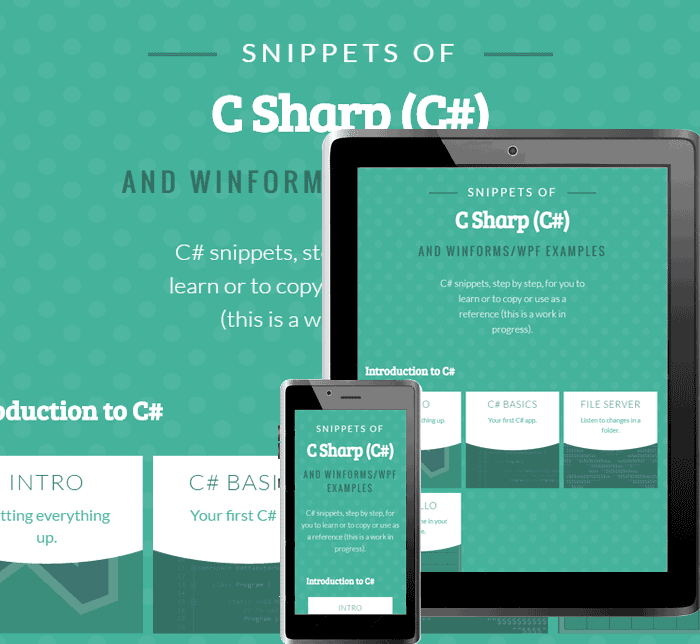 SNIPPETS OF
C Sharp (C#)
AND WINFORM
C# snippets, st
learn or to copy
(this is a w
oduction to C#
INTRO
tting everything
up.
C# BASI
Your first C#
SNIPPETS OF
C Sharp (C#)
AND WINFORMS/WPF EXAMPLES
C# snippets, step by step, for you to
learn or to copy or use as a
reference (this is a work in
progress).
Introduction to C#
O
thing up.
C# BASICS
Your first C# app.
FILE SERVER
Listen to changes in a
folder.
LLO
e in your
SNIPPETS OF
C Sharp (C#)
AND WINFORMS/WPF
EXAMPLES
C# snippets, step by step, for
you to learn or to copy or use as
a reference (this is a work in
progress).
Introduction to C#
INTRO